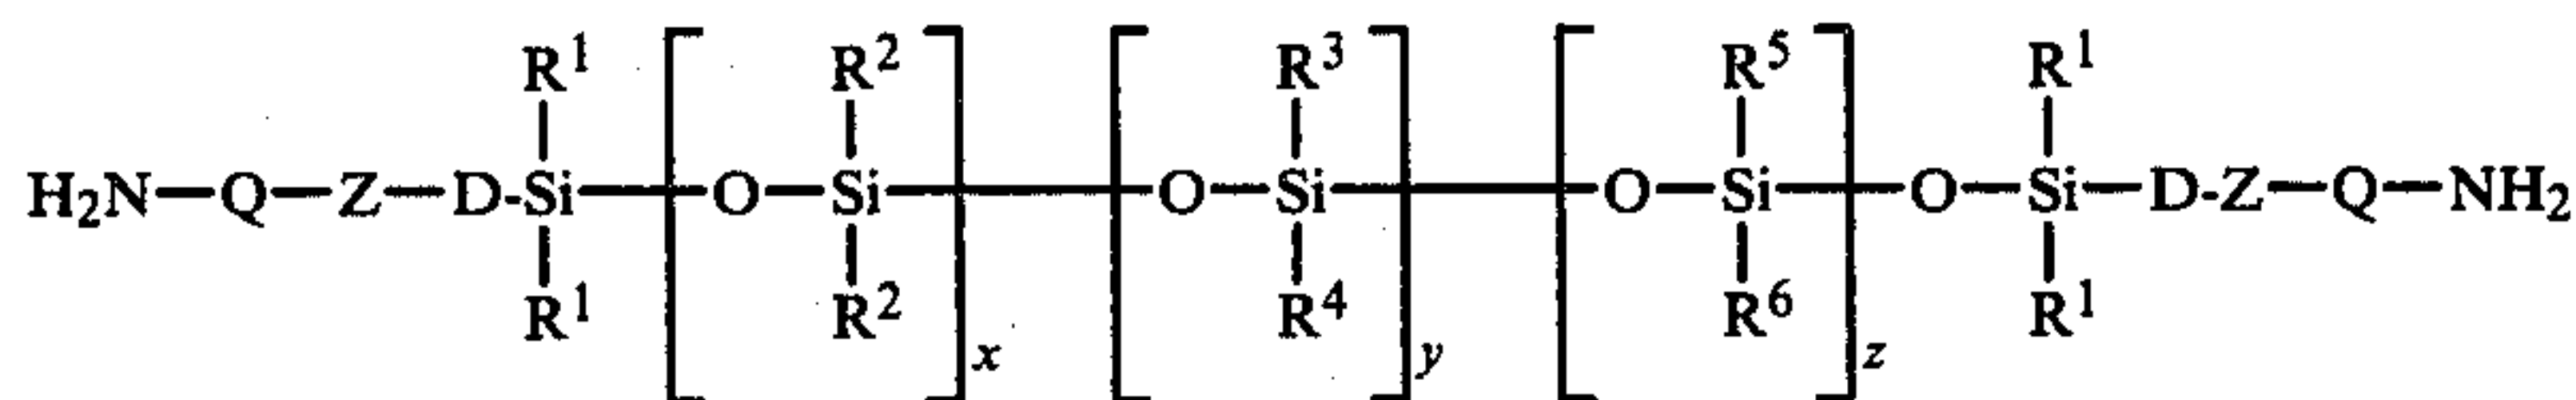 R¹ R² R³ R⁵ R¹
H₂N—Q—Z—D-Si—[O—Si—]—[O—Si—]—[O—Si—]—O—Si—D-Z—Q—NH₂
R¹ R² R⁴ R⁶ R¹
x y z